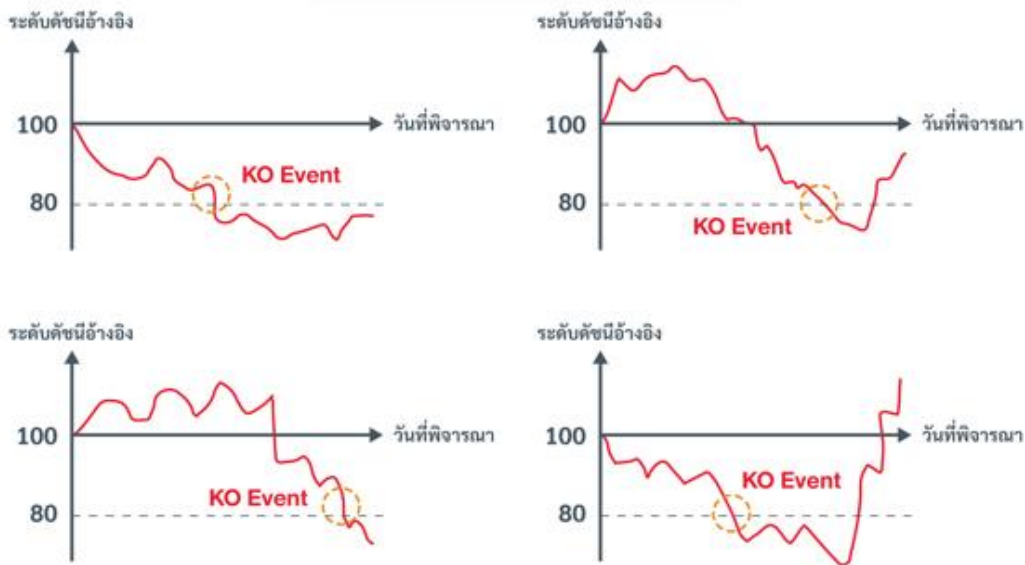 ระดับดัชนีอ้างอิง
100
วันที่พิจารณา
KO Event
80
ระดับดัชนีอ้างอิง
100
วันที่พิจารณา
80
KO Event
ระดับดัชนีอ้างอิง
100
วันที่พิจารณา
KO Event
80
ระดับดัชนีอ้างอิง
100
วันที่พิจารณา
KO Event
80